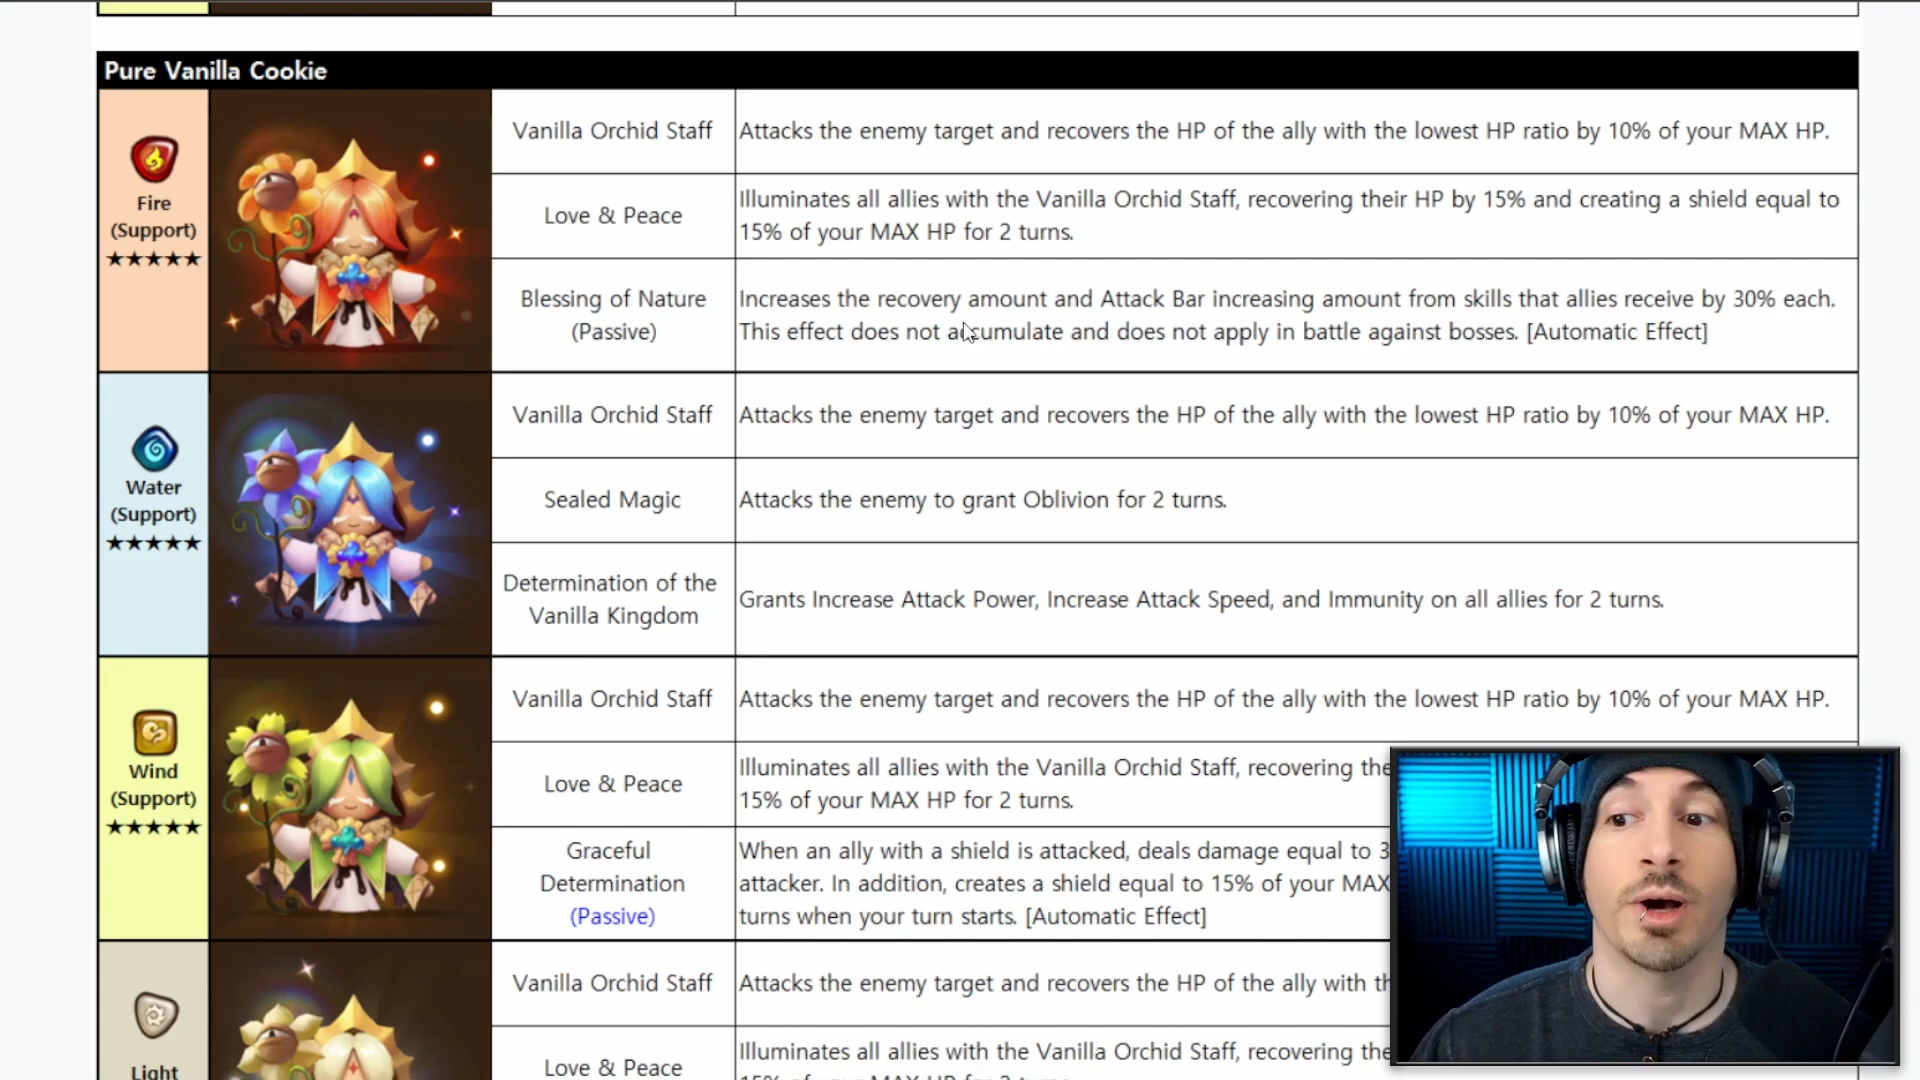 Pure Vanilla Cookie
Fire
(Support)
★★★★★
Vanilla Orchid Staff
Attacks the enemy target and recovers the HP of the ally with the lowest HP ratio by 10% of your MAX HP.
Love & Peace
Illuminates all allies with the Vanilla Orchid Staff, recovering their HP by 15% and creating a shield equal to
15% of your MAX HP for 2 turns.
Blessing of Nature
(Passive)
Increases the recovery amount and Attack Bar increasing amount from skills that allies receive by 30% each.
This effect does not accumulate and does not apply in battle against bosses. [Automatic Effect]
Water
(Support)
★★★★★
Vanilla Orchid Staff
Attacks the enemy target and recovers the HP of the ally with the lowest HP ratio by 10% of your MAX HP.
Sealed Magic
Attacks the enemy to grant Oblivion for 2 turns.
Determination of the
Vanilla Kingdom
Grants Increase Attack Power, Increase Attack Speed, and Immunity on all allies for 2 turns.
Wind
(Support)
★★★★★
Vanilla Orchid Staff
Attacks the enemy target and recovers the HP of the ally with the lowest HP ratio by 10% of your MAX HP.
Love & Peace
Illuminates all allies with the Vanilla Orchid Staff, recovering the
15% of your MAX HP for 2 turns.
Graceful
Determination
(Passive)
When an ally with a shield is attacked, deals damage equal to 3
attacker. In addition, creates a shield equal to 15% of your MAX
turns when your turn starts. [Automatic Effect]
Light
Vanilla Orchid Staff
Attacks the enemy target and recovers the HP of the ally with th
Love & Peace
Illuminates all allies with the Vanilla Orchid Staff, recovering the